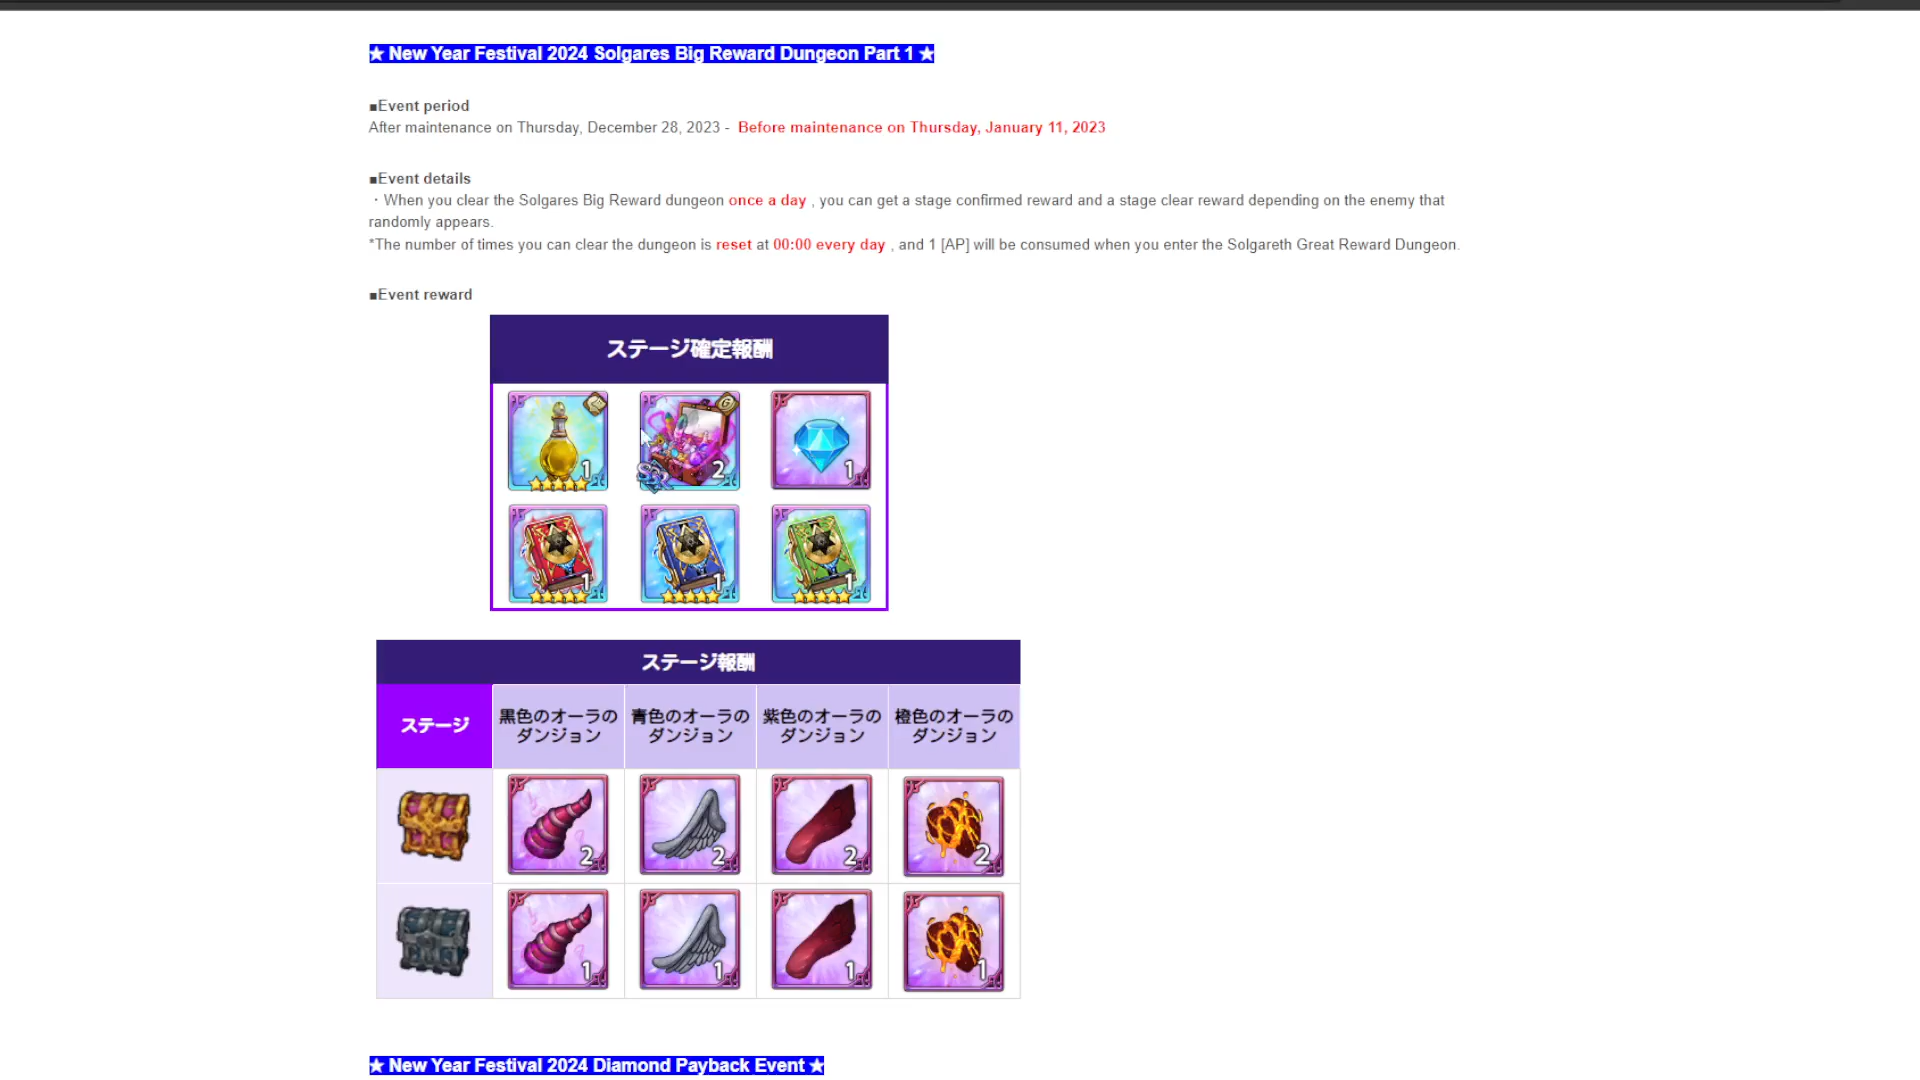 ★ New Year Festival 2024 Solgares Big Reward Dungeon Part 1 ★
■Event period
After maintenance on Thursday, December 28, 2023 - Before maintenance on Thursday, January 11, 2023
■Event details
・When you clear the Solgares Big Reward dungeon once a day , you can get a stage confirmed reward and a stage clear reward depending on the enemy that
randomly appears.
*The number of times you can clear the dungeon is reset at 00:00 every day , and 1 [AP] will be consumed when you enter the Solgareth Great Reward Dungeon.
■Event reward
ステージ確定報酬
G
SSR
1 2 1
1 1 1
ステージ報酬
ステージ 黒色のオーラの 青色のオーラの 紫色のオーラの 橙色のオーラの
ダンジョン ダンジョン ダンジョン ダンジョン
2 2 2 2
1 1 1 1
★ New Year Festival 2024 Diamond Payback Event ★